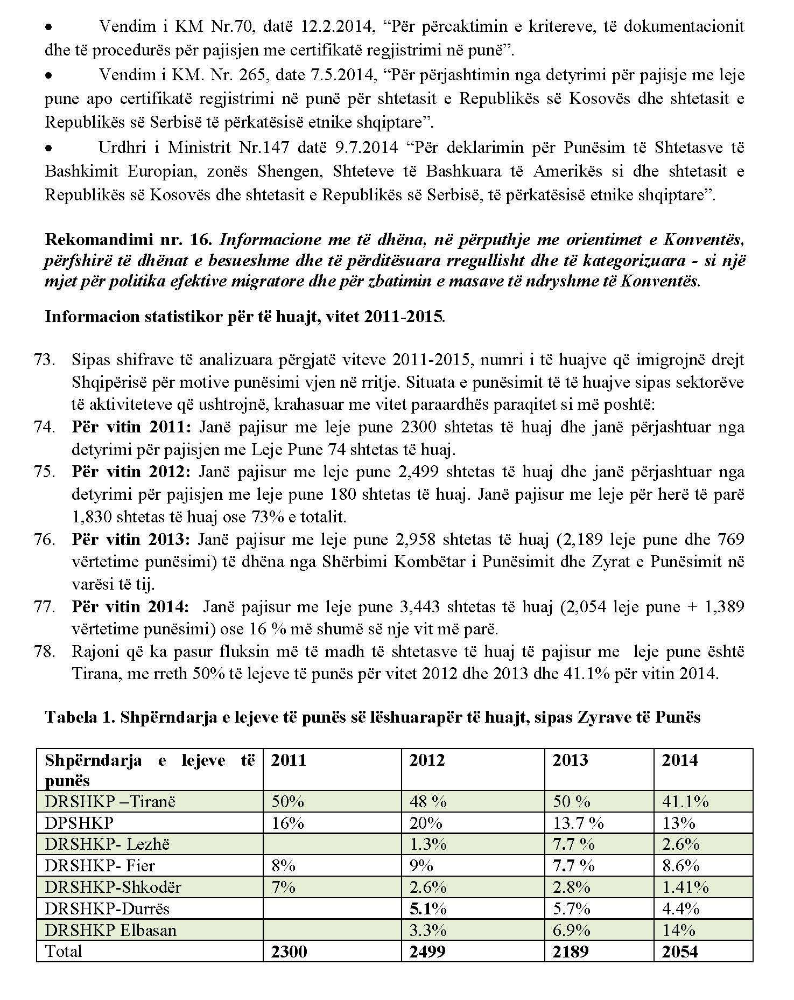 • Vendim i KM Nr.70, datë 12.2.2014, “Për përcaktimin e kritereve, të dokumentacionit
dhe të procedurës për pajisjen me certifikatë regjistrimi në punë”.
• Vendim i KM. Nr. 265, date 7.5.2014, “Për përjashtimin nga detyrimi për pajisje me leje
pune apo certifikatë regjistrimi në punë për shtetasit e Republikës së Kosovës dhe shtetasit e
Republikës së Serbisë të përkatësisë etnike shqiptare”.
• Urdhri i Ministrit Nr.147 datë 9.7.2014 “Për deklarimin për Punësim të Shtetasve të
Bashkimit Europian, zonës Shengen, Shteteve të Bashkuara të Amerikës si dhe shtetasit e
Republikës së Kosovës dhe shtetasit e Republikës së Serbisë, të përkatësisë etnike shqiptare”.
Rekomandimi nr. 16. Informacione me të dhëna, në përputhje me orientimet e Konventës,
përfshirë të dhënat e besueshme dhe të përditësuara rregullisht dhe të kategorizuara - si një
mjet për politika efektive migratore dhe për zbatimin e masave të ndryshme të Konventës.
Informacion statistikor për të huajt, vitet 2011-2015.
73. Sipas shifrave të analizuara përgjatë viteve 2011-2015, numri i të huajve që imigrojnë drejt
Shqipërisë për motive punësimi vjen në rritje. Situata e punësimit të të huajve sipas sektorëve
të aktiviteteve që ushtrojnë, krahasuar me vitet paraardhës paraqitet si më poshtë:
74. Për vitin 2011: Janë pajisur me leje pune 2300 shtetas të huaj dhe janë përjashtuar nga
detyrimi për pajisjen me Leje Pune 74 shtetas të huaj.
75. Për vitin 2012: Janë pajisur me leje pune 2,499 shtetas të huaj dhe janë përjashtuar nga
detyrimi për pajisjen me leje pune 180 shtetas të huaj. Janë pajisur me leje për herë të parë
1,830 shtetas të huaj ose 73% e totalit.
76. Për vitin 2013: Janë pajisur me leje pune 2,958 shtetas të huaj (2,189 leje pune dhe 769
vërtetime punësimi) të dhëna nga Shërbimi Kombëtar i Punësimit dhe Zyrat e Punësimit në
varësi të tij.
77. Për vitin 2014: Janë pajisur me leje pune 3,443 shtetas të huaj (2,054 leje pune + 1,389
vërtetime punësimi) ose 16 % më shumë së nje vit më parë.
78. Rajoni që ka pasur fluksin më të madh të shtetasve të huaj të pajisur me leje pune është
Tirana, me rreth 50% të lejeve të punës për vitet 2012 dhe 2013 dhe 41.1% për vitin 2014.
Tabela 1. Shpërndarja e lejeve të punës së lëshuarapër të huajt, sipas Zyrave të Punës
Shpërndarja e lejeve të 2011 2012 2013 2014
punës
DRSHKP –Tiranë 50% 48 % 50 % 41.1%
DPSHKP 16% 20% 13.7 % 13%
DRSHKP- Lezhë 1.3% 7.7 % 2.6%
DRSHKP- Fier 8% 9% 7.7 % 8.6%
DRSHKP-Shkodër 7% 2.6% 2.8% 1.41%
DRSHKP-Durrës 5.1% 5.7% 4.4%
DRSHKP Elbasan 3.3% 6.9% 14%
Total 2300 2499 2189 2054